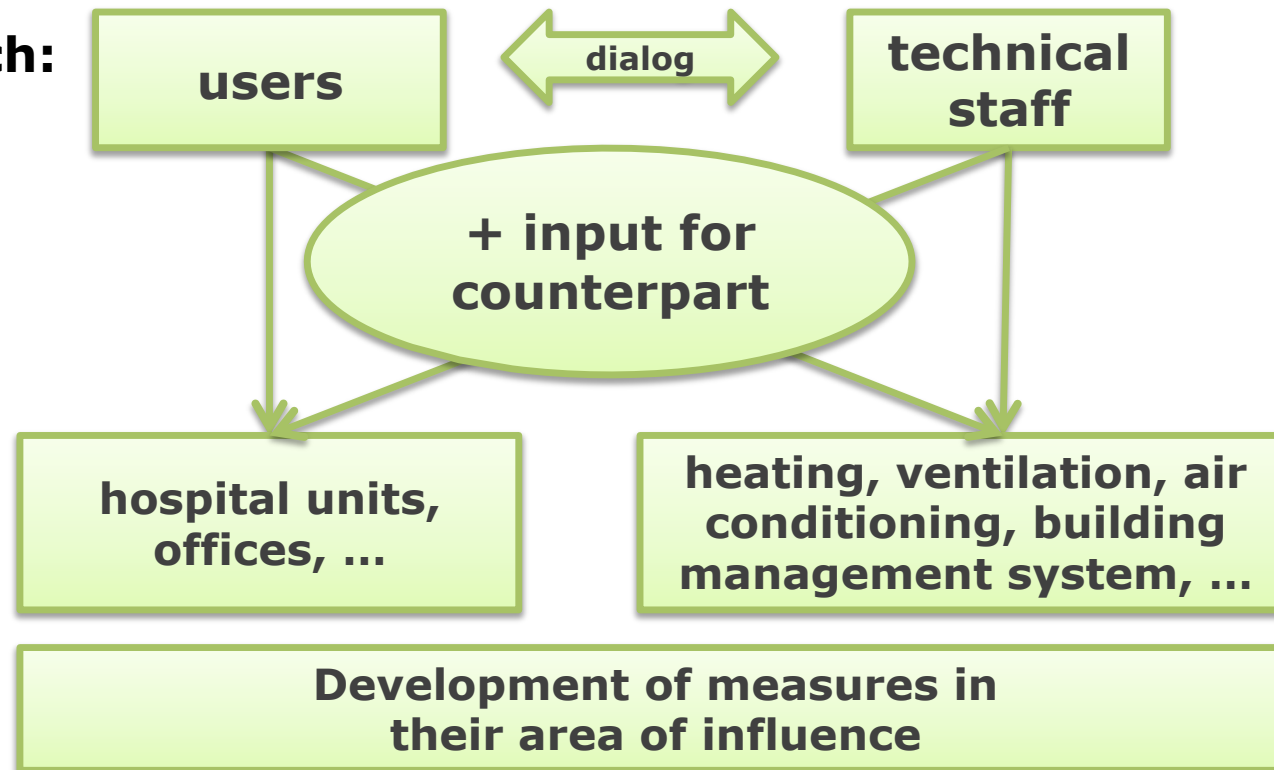 th:
users
dialog
technical
staff
+ input for
counterpart
hospital units,
offices, ...
heating, ventilation, air
conditioning, building
management system, ...
Development of measures in
their area of influence